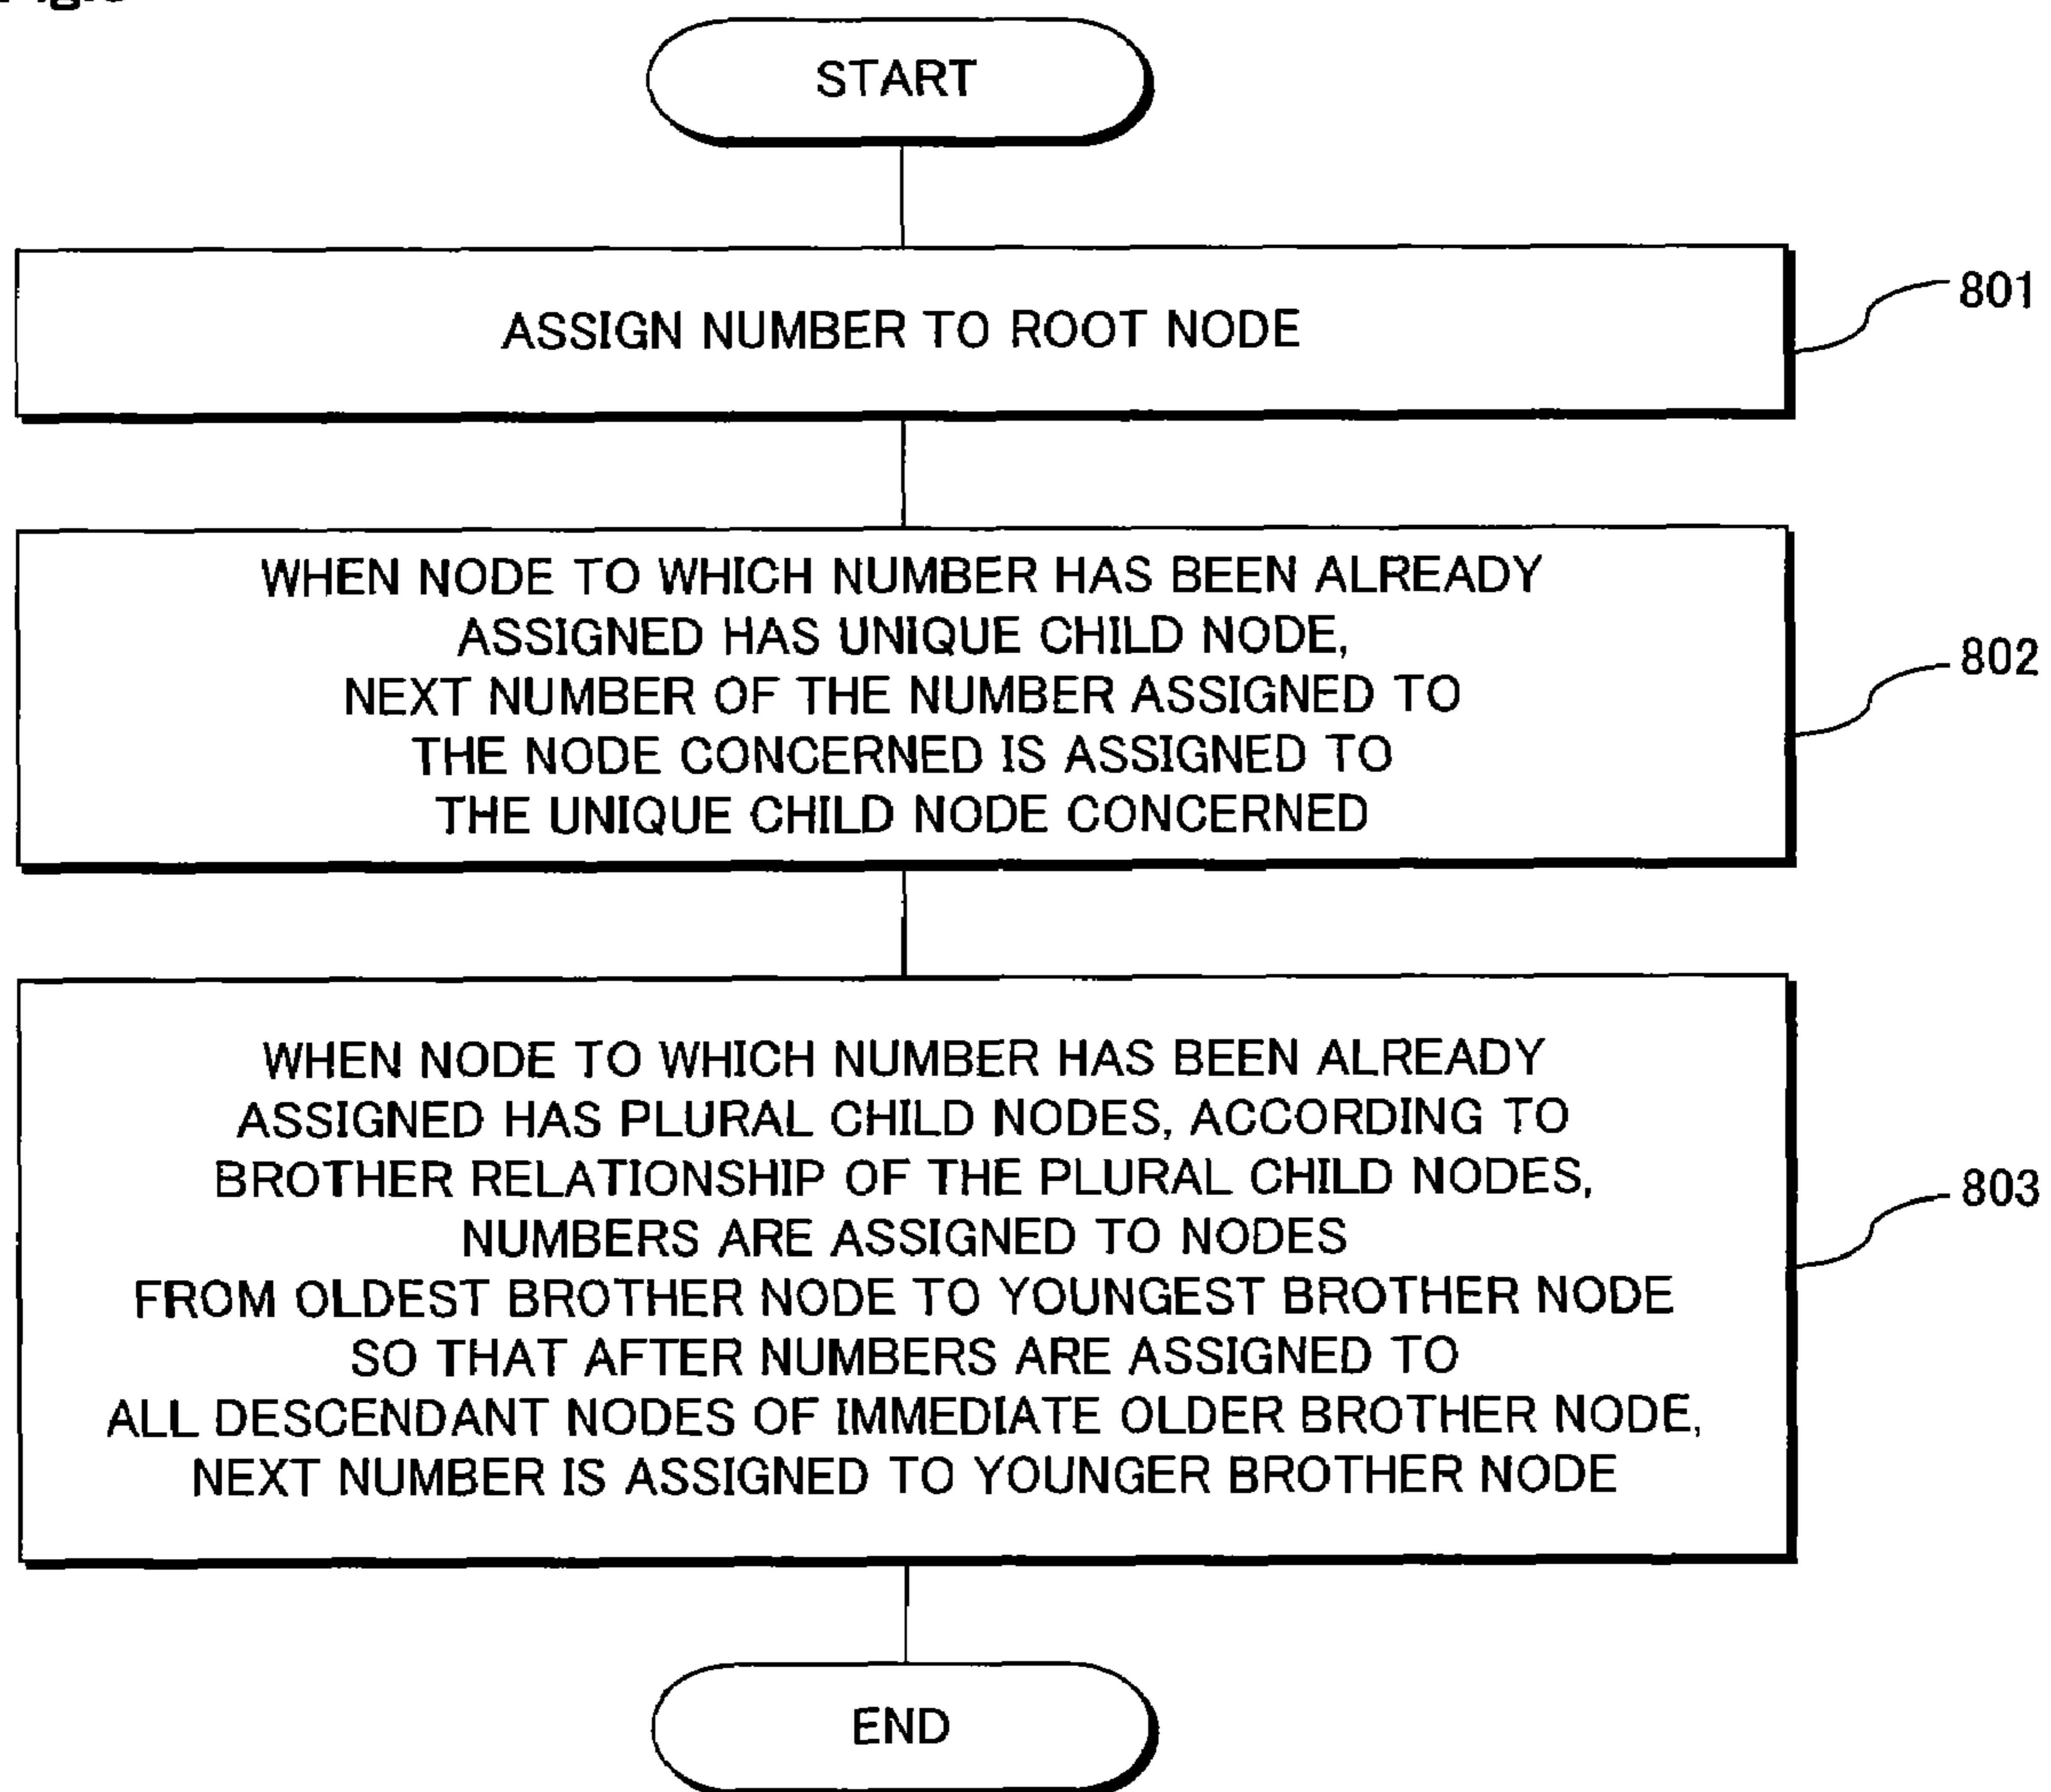 START
ASSIGN NUMBER TO ROOT NODE
801
WHEN NODE TO WHICH NUMBER HAS BEEN ALREADY
ASSIGNED HAS UNIQUE CHILD NODE,
NEXT NUMBER OF THE NUMBER ASSIGNED TO
THE NODE CONCERNED IS ASSIGNED TO
THE UNIQUE CHILD NODE CONCERNED
802
WHEN NODE TO WHICH NUMBER HAS BEEN ALREADY
ASSIGNED HAS PLURAL CHILD NODES, ACCORDING TO
BROTHER RELATIONSHIP OF THE PLURAL CHILD NODES,
NUMBERS ARE ASSIGNED TO NODES
FROM OLDEST BROTHER NODE TO YOUNGEST BROTHER NODE
SO THAT AFTER NUMBERS ARE ASSIGNED TO
ALL DESCENDANT NODES OF IMMEDIATE OLDER BROTHER NODE,
NEXT NUMBER IS ASSIGNED TO YOUNGER BROTHER NODE
803
END